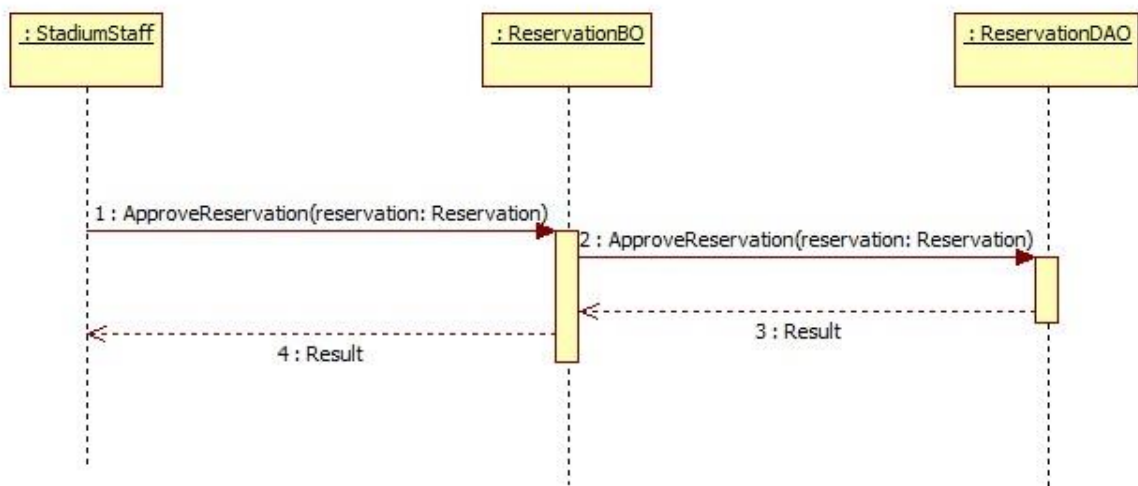 : StadiumStaff
: ReservationBO
: ReservationDAO
1 : ApproveReservation(reservation: Reservation)
2 : ApproveReservation(reservation: Reservation)
3 : Result
4 : Result